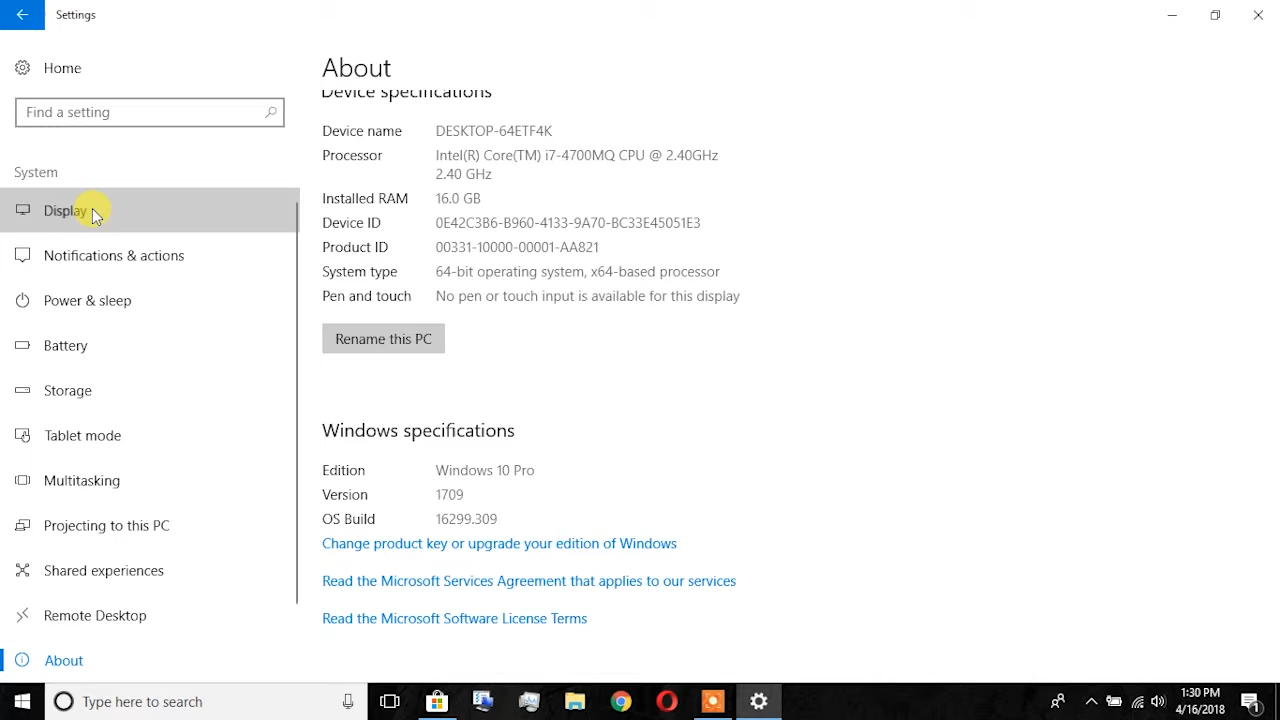 Settings
Home
Find a setting
System
Display
Notifications & actions
Power & sleep
Battery
Storage
Tablet mode
Multitasking
Projecting to this PC
Shared experiences
Remote Desktop
About
About
Device specifications
Device name DESKTOP-64ETF4K
Processor Intel(R) Core(TM) i7-4700MQ CPU @ 2.40GHz
2.40 GHz
Installed RAM 16.0 GB
Device ID 0E42C3B6-B960-4133-9A70-BC33E45051E3
Product ID 00331-10000-00001-AA821
System type 64-bit operating system, x64-based processor
Pen and touch No pen or touch input is available for this display
Rename this PC
Windows specifications
Edition Windows 10 Pro
Version 1709
OS Build 16299.309
Change product key or upgrade your edition of Windows
Read the Microsoft Services Agreement that applies to our services
Read the Microsoft Software License Terms
Type here to search
1:30 PM
4/16/2018
1